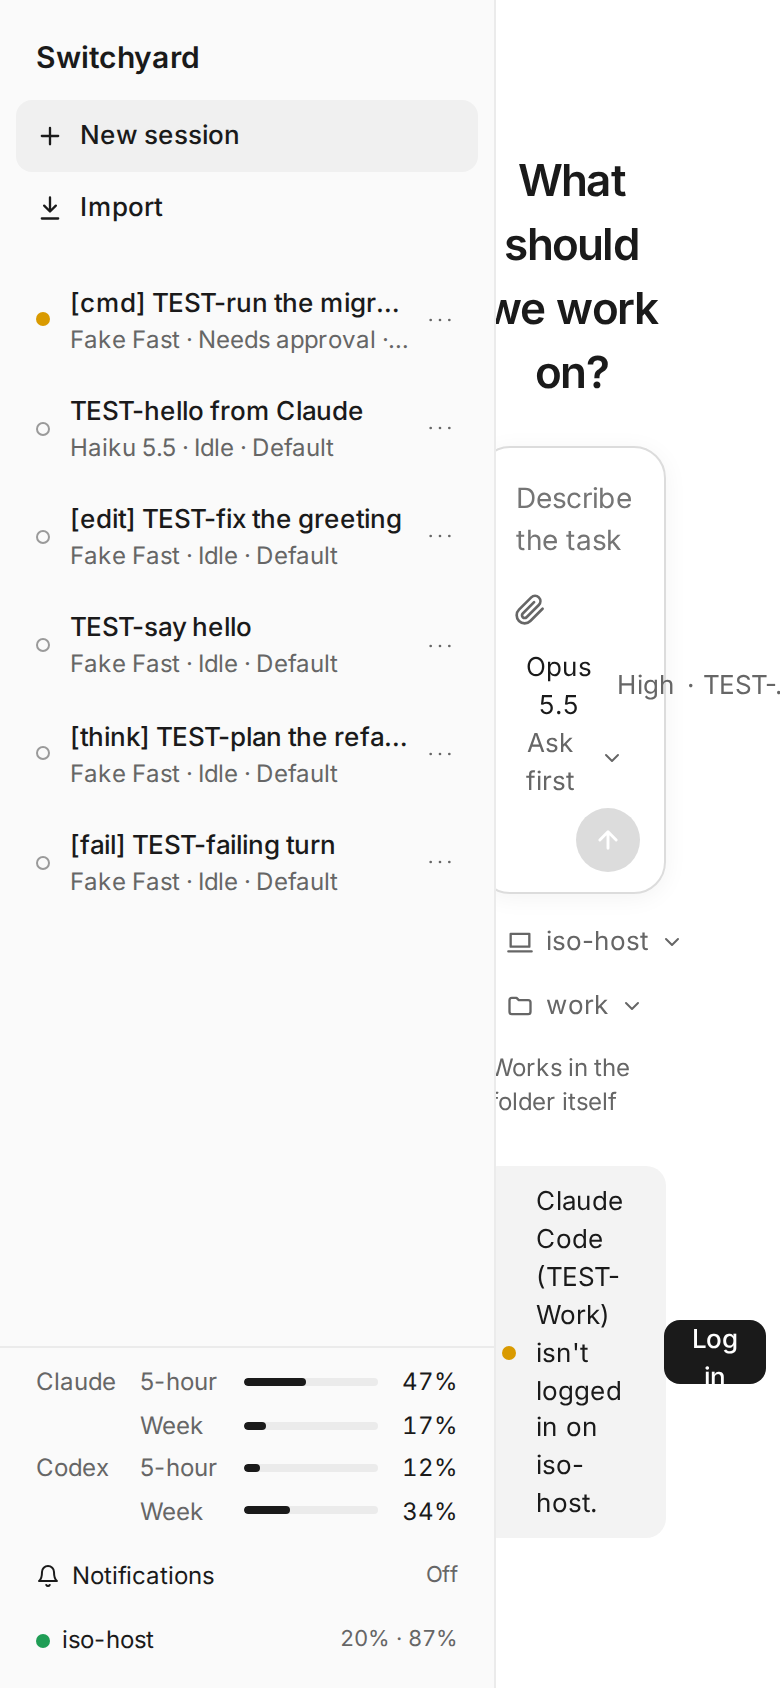 Switchyard
New session
Import
[cmd] TEST-run the migr...
Fake Fast · Needs approval ·...
TEST-hello from Claude
Haiku 5.5 · Idle · Default
[edit] TEST-fix the greeting
Fake Fast · Idle · Default
TEST-say hello
Fake Fast · Idle · Default
[think] TEST-plan the refa...
Fake Fast · Idle · Default
[fail] TEST-failing turn
Fake Fast · Idle · Default
Claude 5-hour 47%
Week 17%
Codex 5-hour 12%
Week 34%
Notifications Off
iso-host 20% · 87%
What
should
we work
on?
Describe
the task
Opus
5.5
High · TEST-.
Ask
first
iso-host
work
Works in the
folder itself
Claude
Code
(TEST-
Work)
isn't
logged
in on
iso-
host.
Log
in